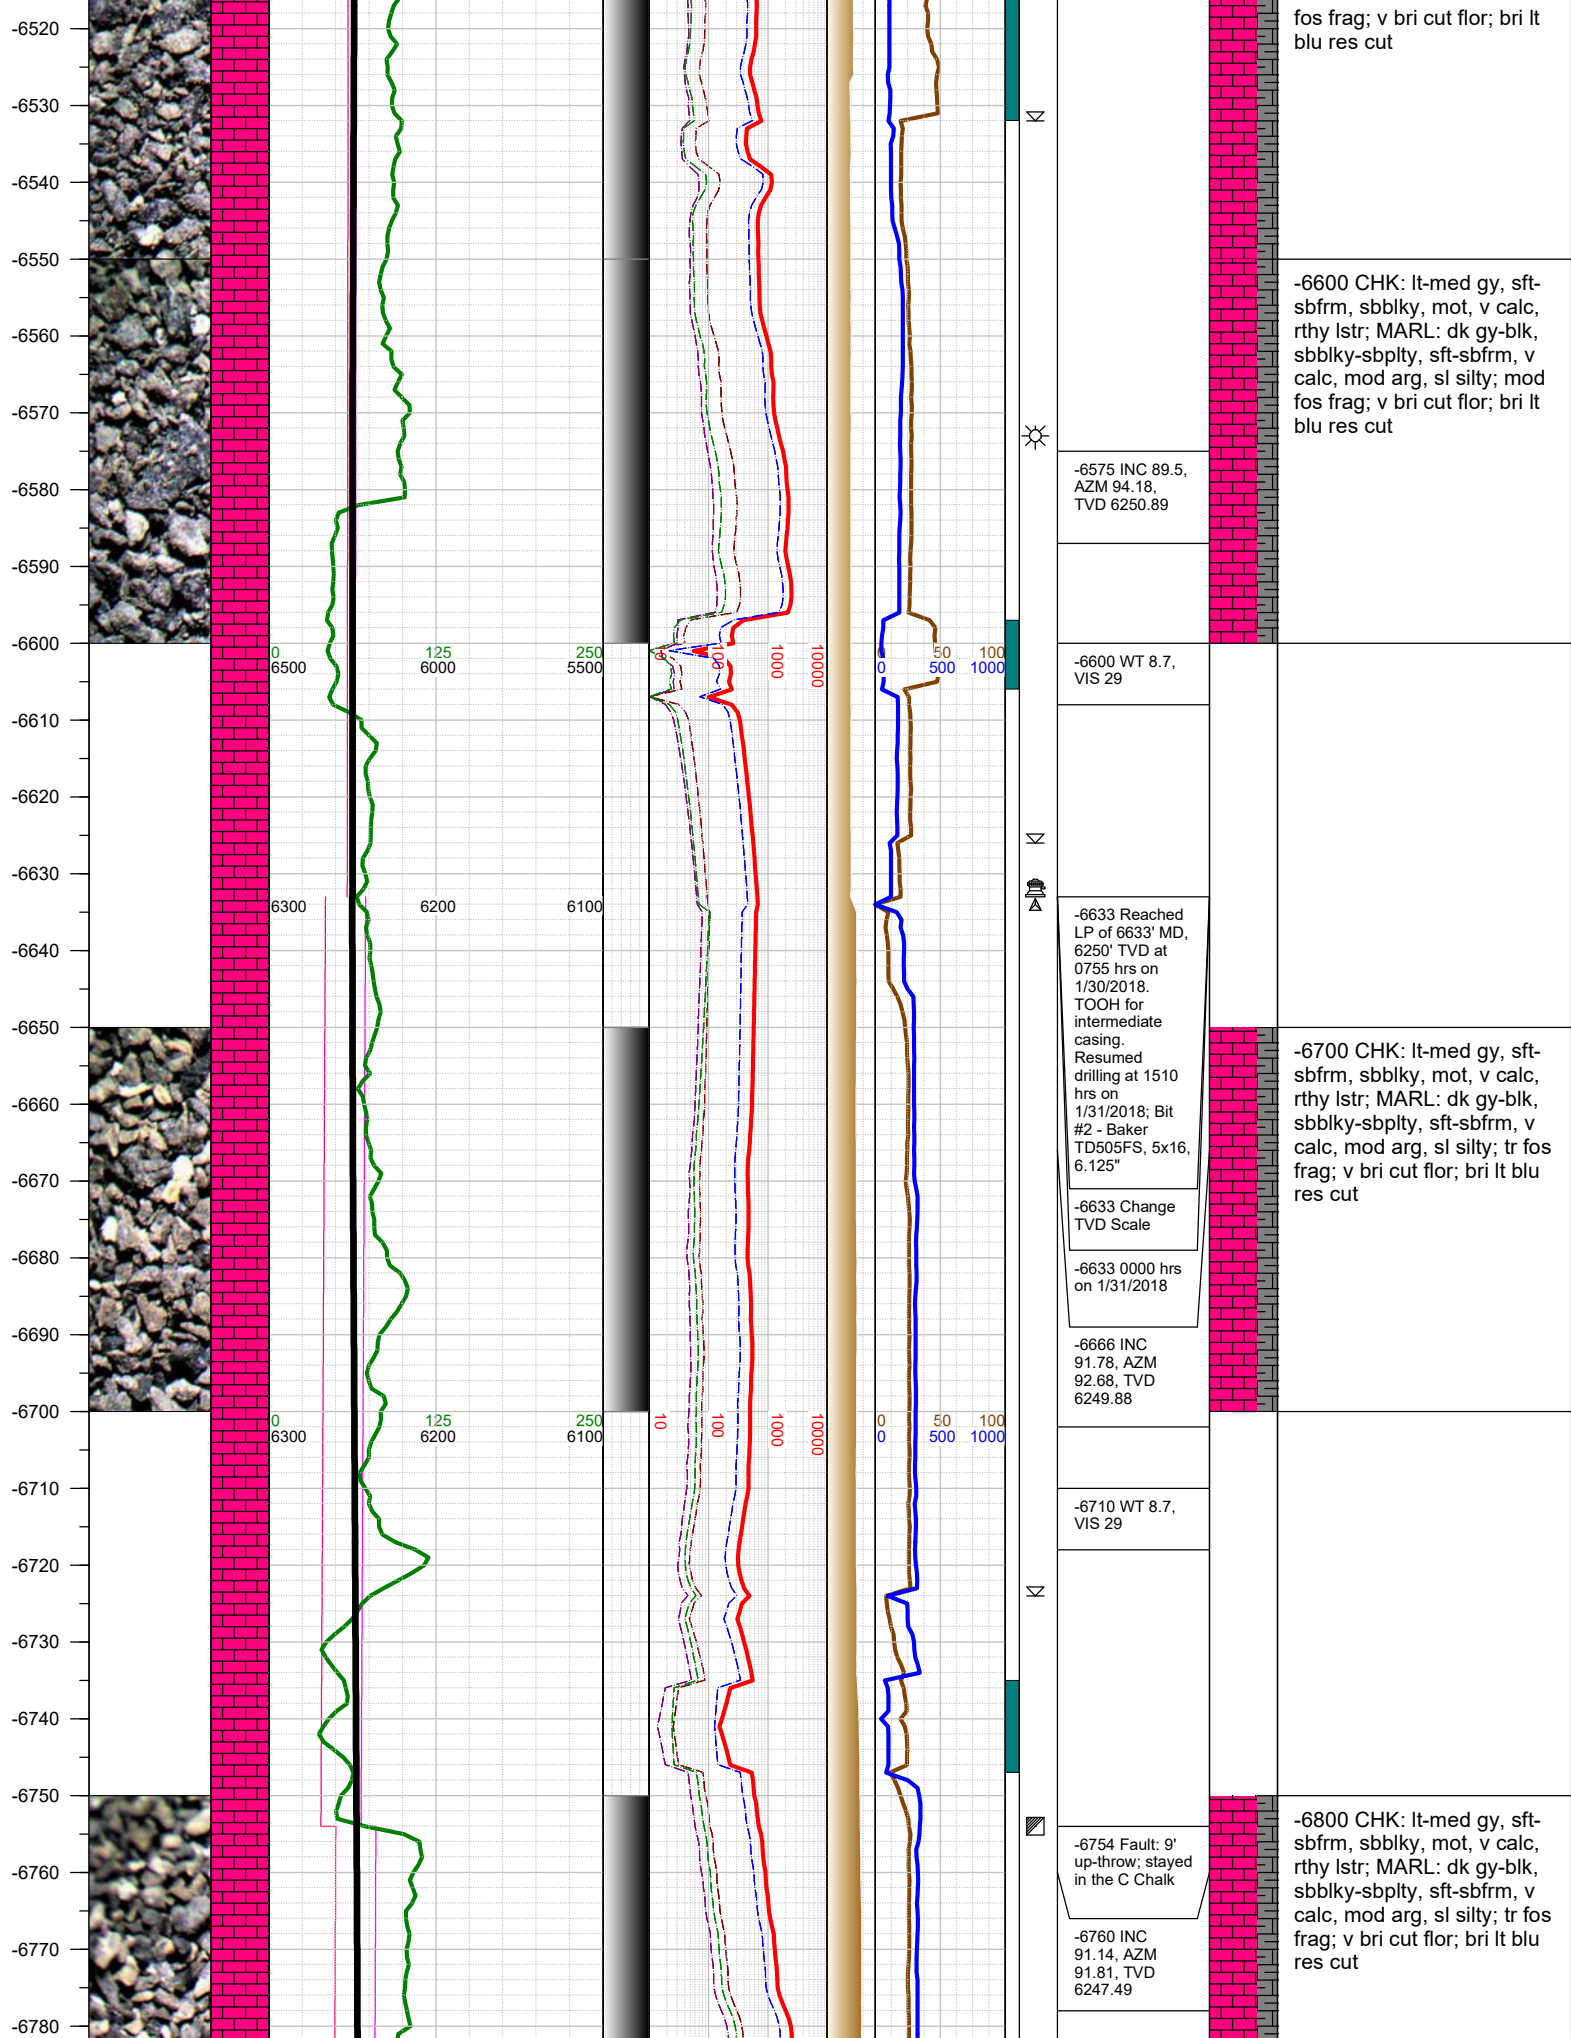 fos frag; v bri cut flor; bri lt
blu res cut
-6520
-6530
-6540
-6550
-6560
-6570
-6580
-6590
-6600
-6610
-6620
-6630
-6640
-6650
-6660
-6670
-6680
-6690
-6700
-6710
-6720
-6730
-6740
-6750
-6760
-6770
-6780
0 125 250
6500 6000 5500
100 1000 10000
0 50 100
0 500 1000
6300 6200 6100
0 125 250
6300 6200 6100
10 100 1000 10000
0 50 100
0 500 1000
-6575 INC 89.5,
AZM 94.18,
TVD 6250.89
-6600 WT 8.7,
VIS 29
-6633 Reached
LP of 6633' MD,
6250' TVD at
0755 hrs on
1/30/2018.
TOOH for
intermediate
casing.
Resumed
drilling at 1510
hrs on
1/31/2018; Bit
#2 - Baker
TD505FS, 5x16,
6.125"
-6633 Change
TVD Scale
-6633 0000 hrs
on 1/31/2018
-6666 INC
91.78, AZM
92.68, TVD
6249.88
-6710 WT 8.7,
VIS 29
-6754 Fault: 9'
up-throw; stayed
in the C Chalk
-6760 INC
91.14, AZM
91.81, TVD
6247.49
-6600 CHK: lt-med gy, sft-
sbfrm, sbblky, mot, v calc,
rthy lstr; MARL: dk gy-blk,
sbblky-sbplty, sft-sbfrm, v
calc, mod arg, sl silty; mod
fos frag; v bri cut flor; bri lt
blu res cut
-6700 CHK: lt-med gy, sft-
sbfrm, sbblky, mot, v calc,
rthy lstr; MARL: dk gy-blk,
sbblky-sbplty, sft-sbfrm, v
calc, mod arg, sl silty; tr fos
frag; v bri cut flor; bri lt blu
res cut
-6800 CHK: lt-med gy, sft-
sbfrm, sbblky, mot, v calc,
rthy lstr; MARL: dk gy-blk,
sbblky-sbplty, sft-sbfrm, v
calc, mod arg, sl silty; tr fos
frag; v bri cut flor; bri lt blu
res cut